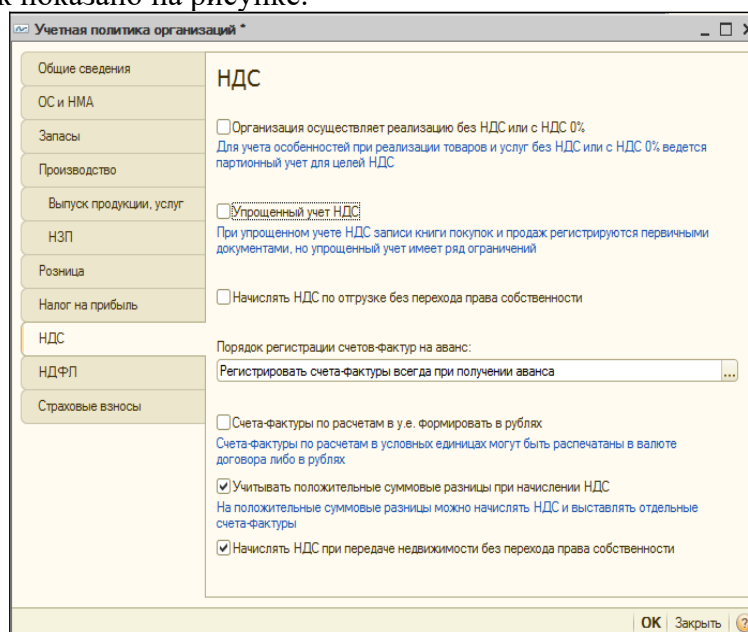 к показано на рисунке.
Учетная политика организаций *
Общие сведения
ОС и НМА
Запасы
Производство
Выпуск продукции, услуг
НЗП
Розница
Налог на прибыль
НДС
НДФЛ
Страховые взносы
НДС
Организация осуществляет реализацию без НДС или с НДС 0%
Для учета особенностей при реализации товаров и услуг без НДС или с НДС 0% ведется
партионный учет для целей НДС
Упрощенный учет НДС
При упрощенном учете НДС записи книги покупок и продаж регистрируются первичными
документами, но упрощенный учет имеет ряд ограничений
Начислять НДС по отгрузке без перехода права собственности
Порядок регистрации счетов-фактур на аванс:
Регистрировать счета-фактуры всегда при получении аванса
...
Счета-фактуры по расчетам в у.е. формировать в рублях
Счета-фактуры по расчетам в условных единицах могут быть распечатаны в валюте
договора либо в рублях
Учитывать положительные суммовые разницы при начислении НДС
На положительные суммовые разницы можно начислять НДС и выставлять отдельные
счета-фактуры
Начислять НДС при передаче недвижимости без перехода права собственности
ОК Закрыть ?